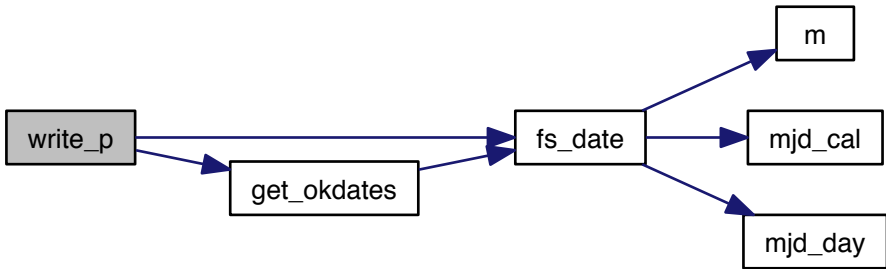 m
write_p
fs_date
mjd_cal
get_okdates
mjd_day